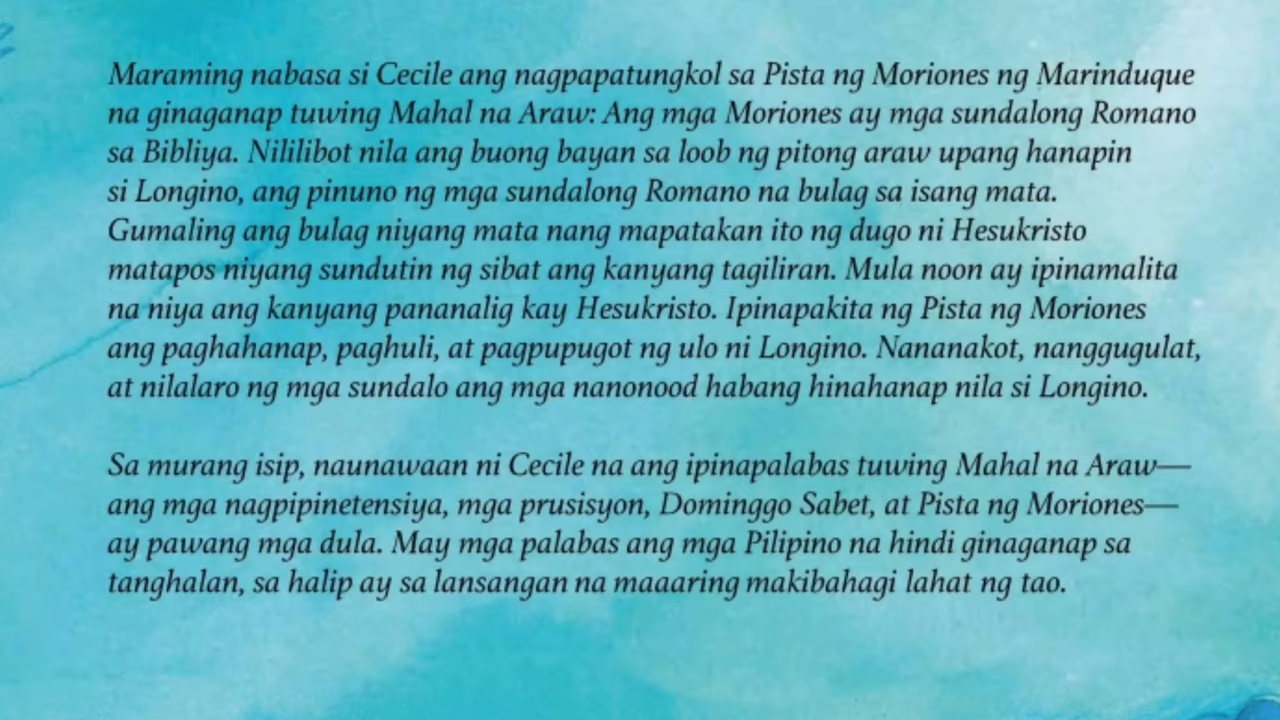 Maraming nabasa si Cecile ang nagpapatungkol sa Pista ng Moriones ng Marinduque
na ginaganap tuwing Mahal na Araw: Ang mga Moriones ay mga sundalong Romano
sa Bibliya. Nililibot nila ang buong bayan sa loob ng pitong araw upang hanapin
si Longino, ang pinuno ng mga sundalong Romano na bulag sa isang mata.
Gumaling ang bulag niyang mata nang mapatakan ito ng dugo ni Hesukristo
matapos niyang sundutin ng sibat ang kanyang tagiliran. Mula noon ay ipinamalita
na niya ang kanyang pananalig kay Hesukristo. Ipinapakita ng Pista ng Moriones
ang paghahanap, paghuli, at pagpupugot ng ulo ni Longino. Nananakot, nanggugulat,
at nilalaro ng mga sundalo ang mga nanonood habang hinahanap nila si Longino.
Sa murang isip, naunawaan ni Cecile na ang ipinapalabas tuwing Mahal na Araw—
ang mga nagpipinetensiya, mga prusisyon, Dominggo Sabet, at Pista ng Moriones—
ay pawang mga dula. May mga palabas ang mga Pilipino na hindi ginaganap sa
tanghalan, sa halip ay sa lansangan na maaaring makibahagi lahat ng tao.